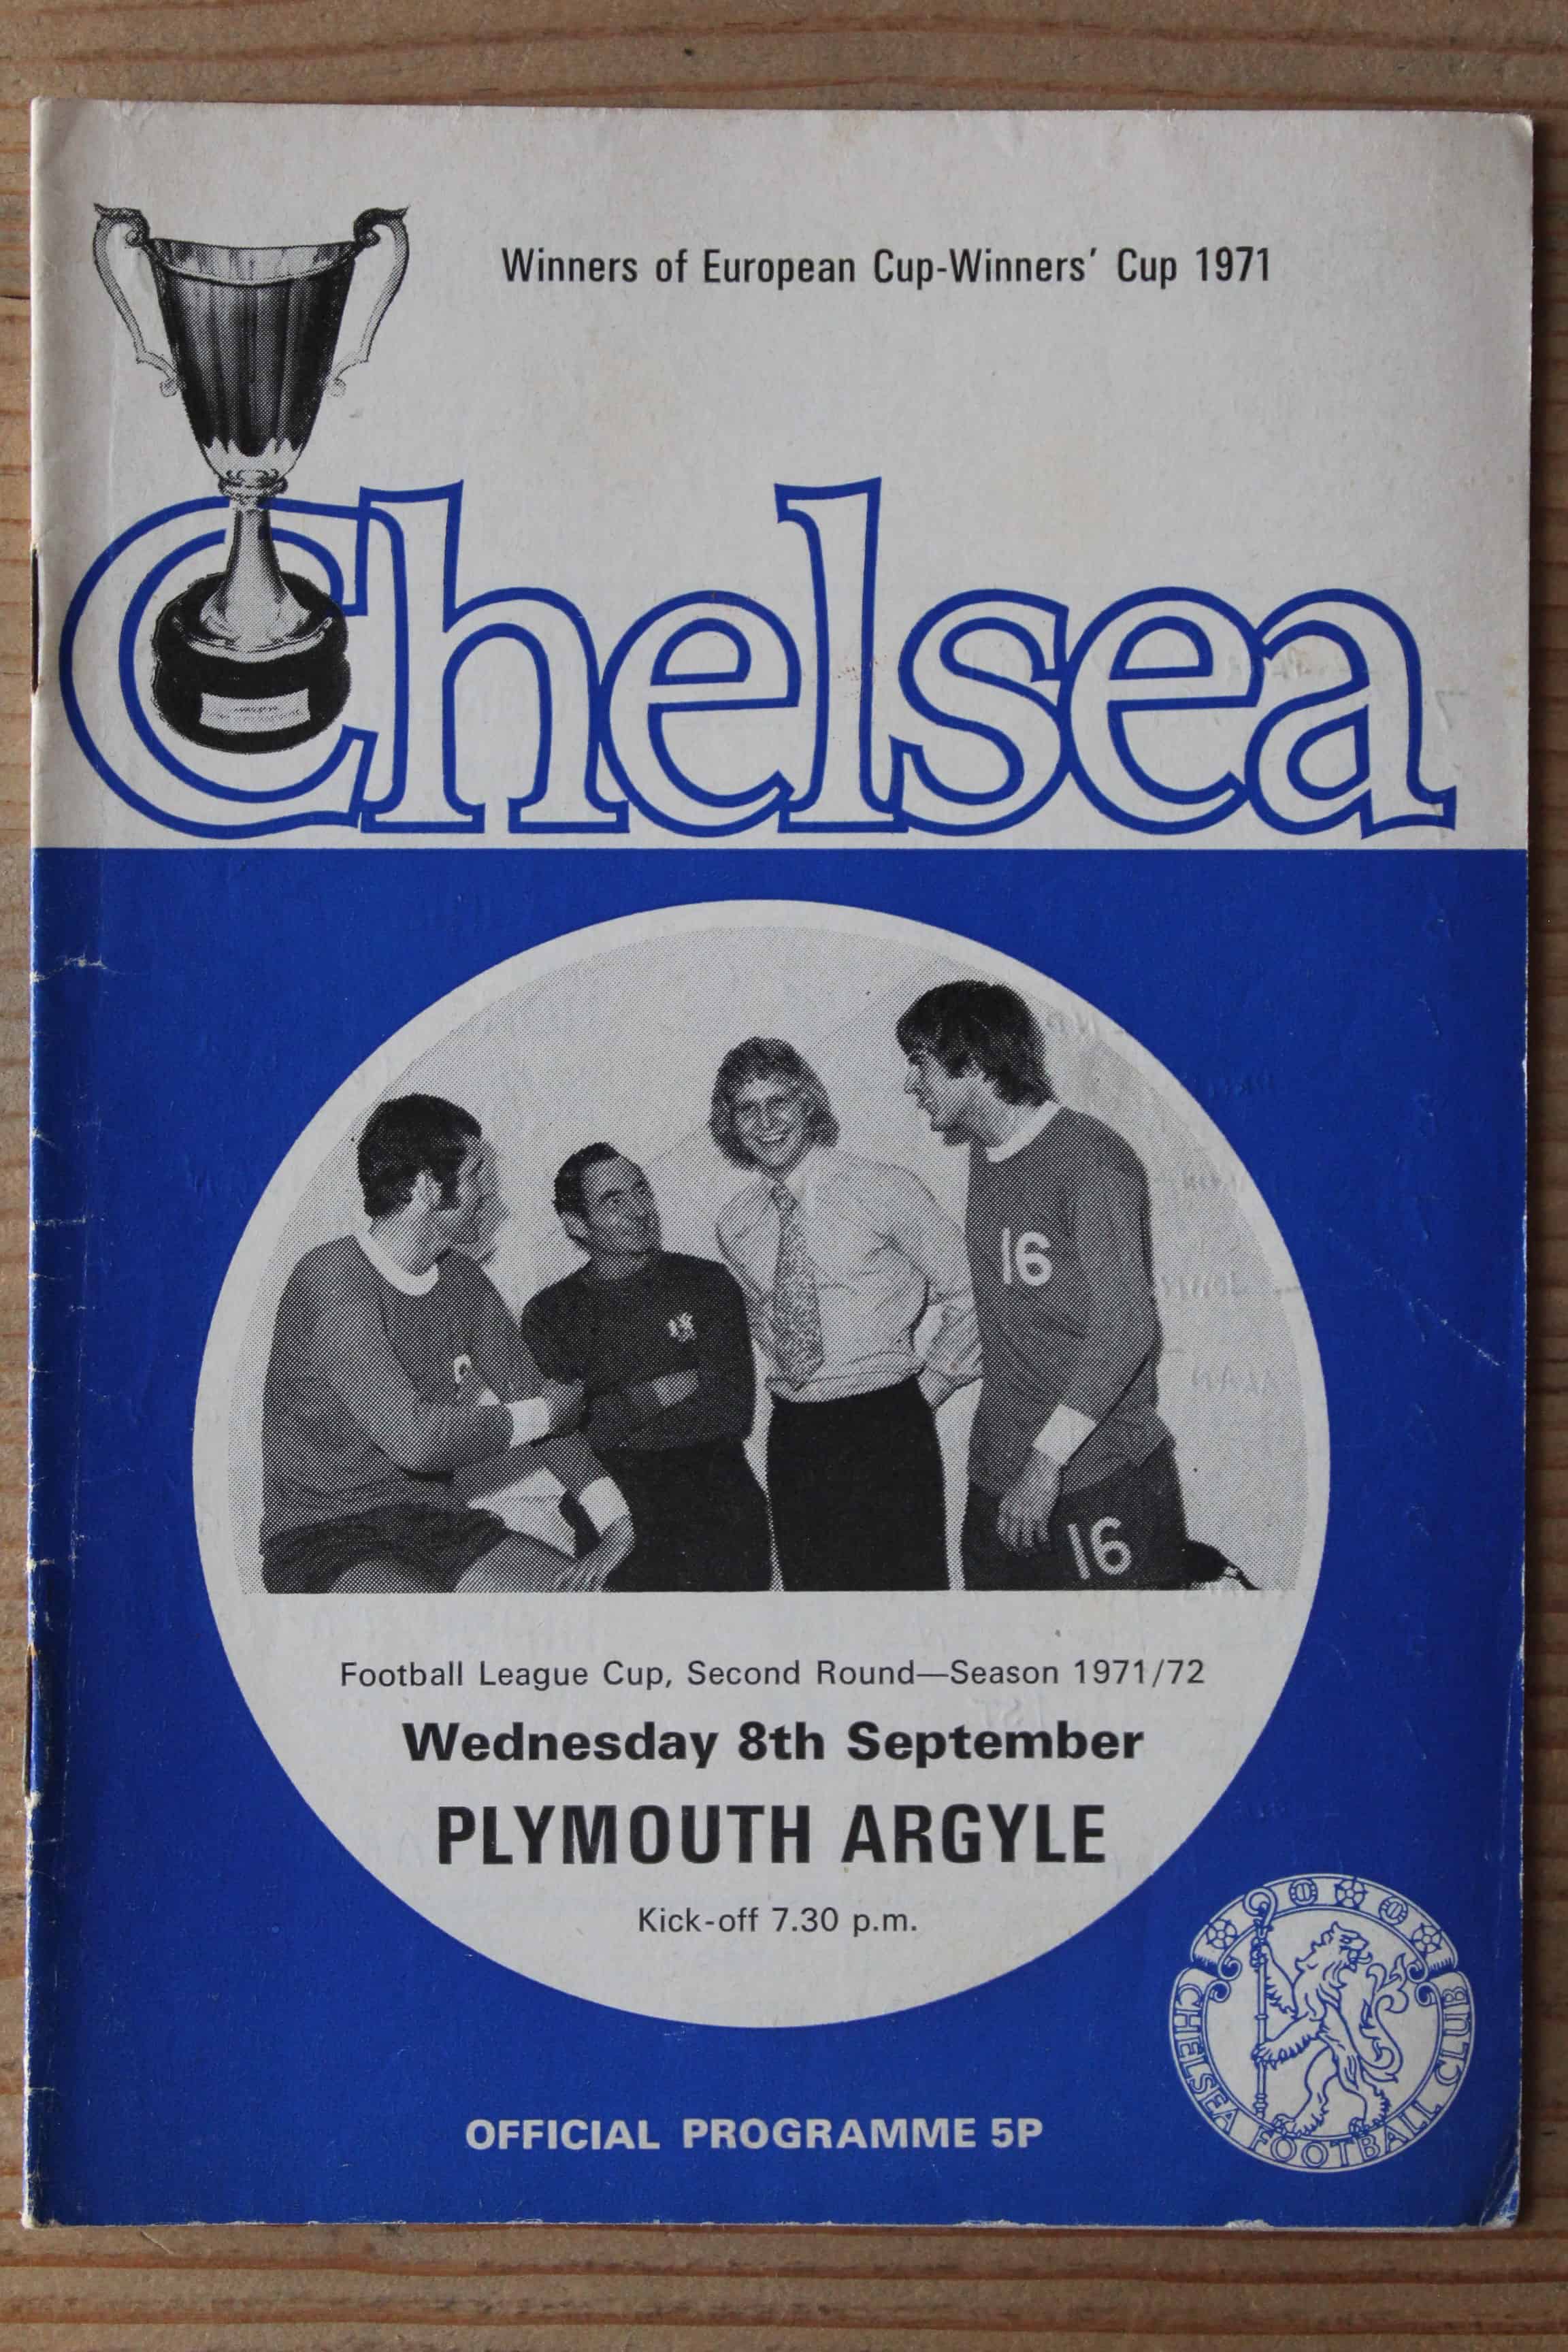 Winners of European Cup-Winners' Cup 1971
Chelsea
16
16
Football League Cup, Second Round—Season 1971/72
Wednesday 8th September
PLYMOUTH ARGYLE
Kick-off 7.30 p.m.
CHELSEA FOOTBALL CLUB
OFFICIAL PROGRAMME 5P